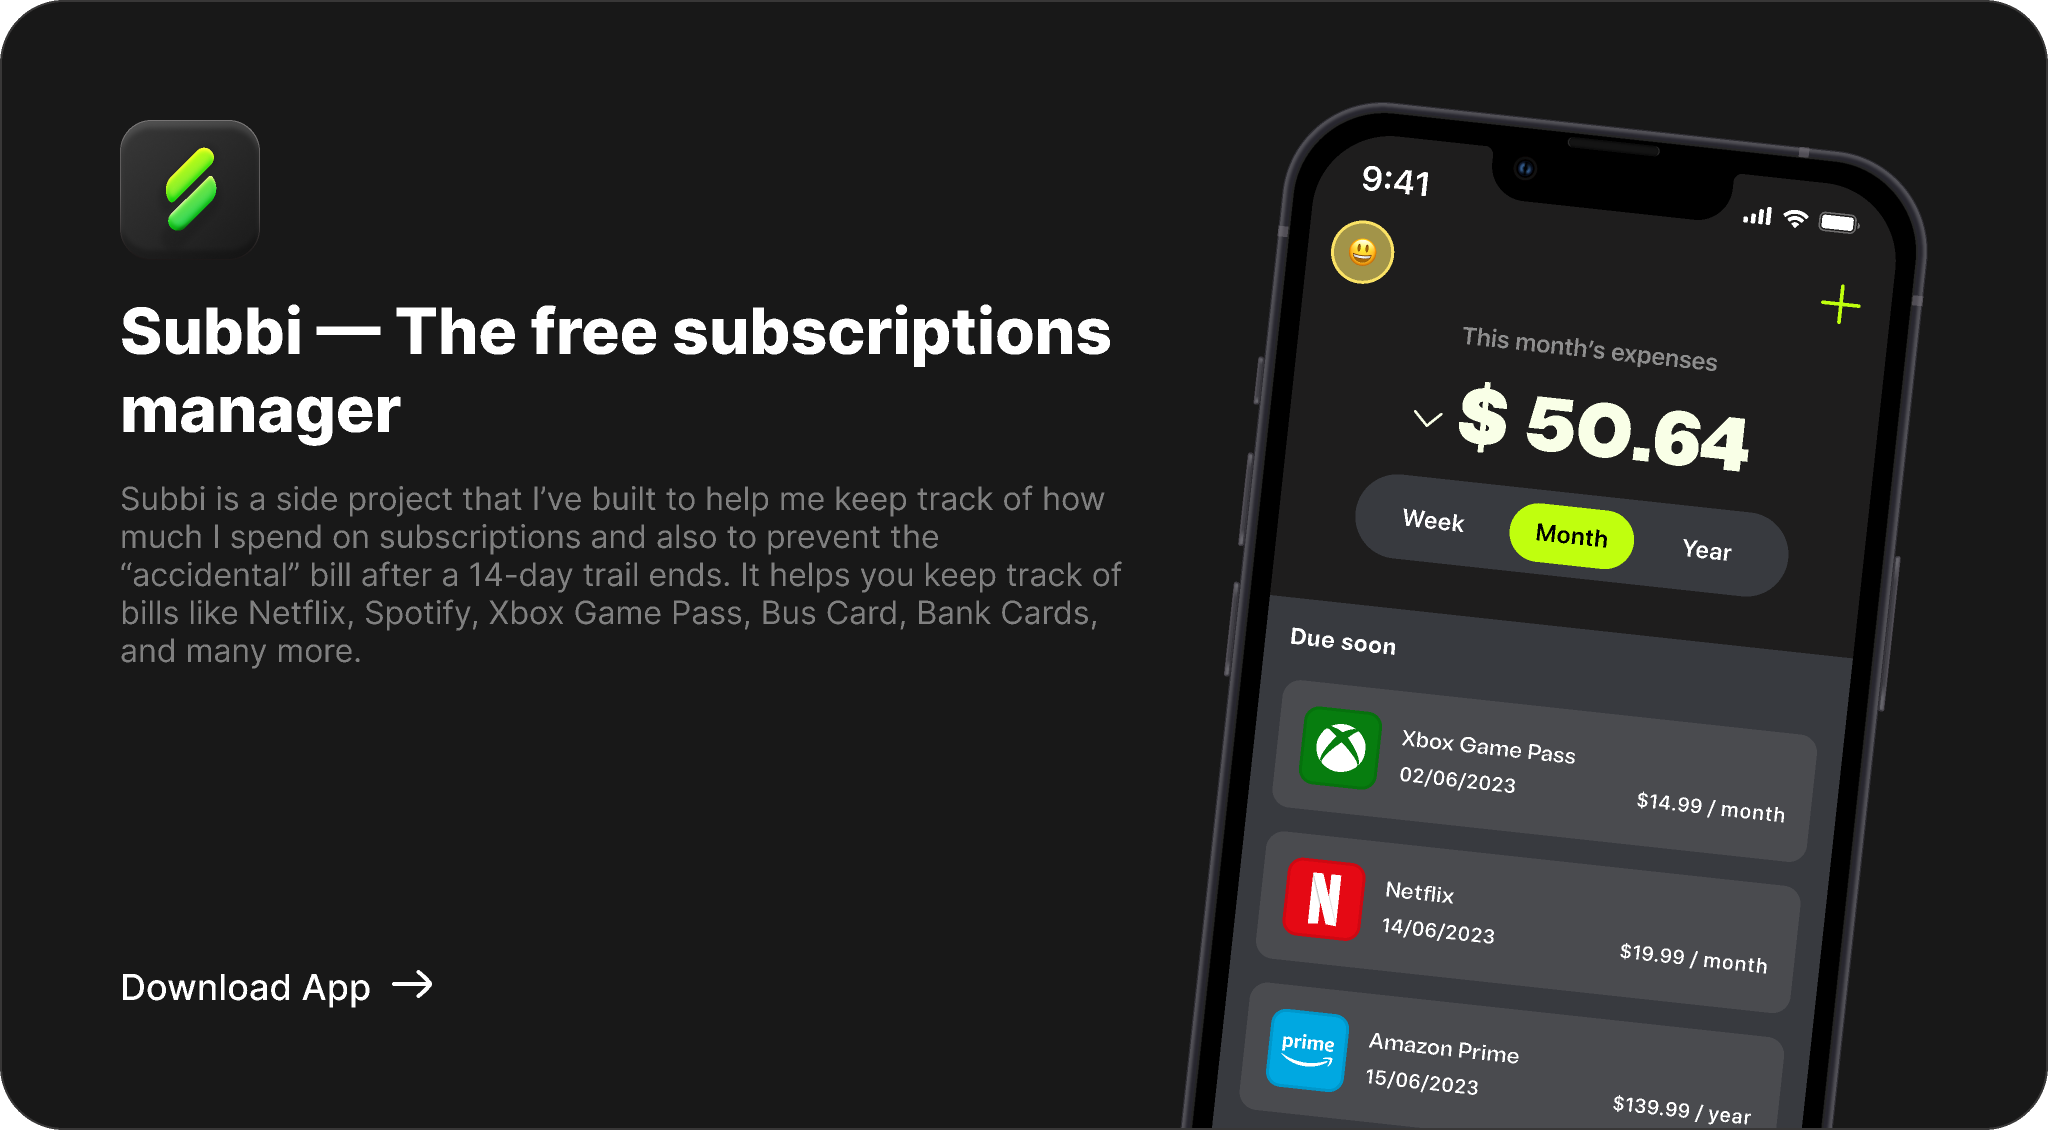 Subbi — The free subscriptions
manager
Subbi is a side project that I’ve built to help me keep track of how
much I spend on subscriptions and also to prevent the
“accidental” bill after a 14-day trail ends. It helps you keep track of
bills like Netflix, Spotify, Xbox Game Pass, Bus Card, Bank Cards,
and many more.
Download App
9:41
This month’s expenses
$ 50.64
Week Month Year
Due soon
Xbox Game Pass
02/06/2023
$14.99 / month
N
Netflix
14/06/2023
$19.99 / month
prime
Amazon Prime
15/06/2023
$139.99 / year